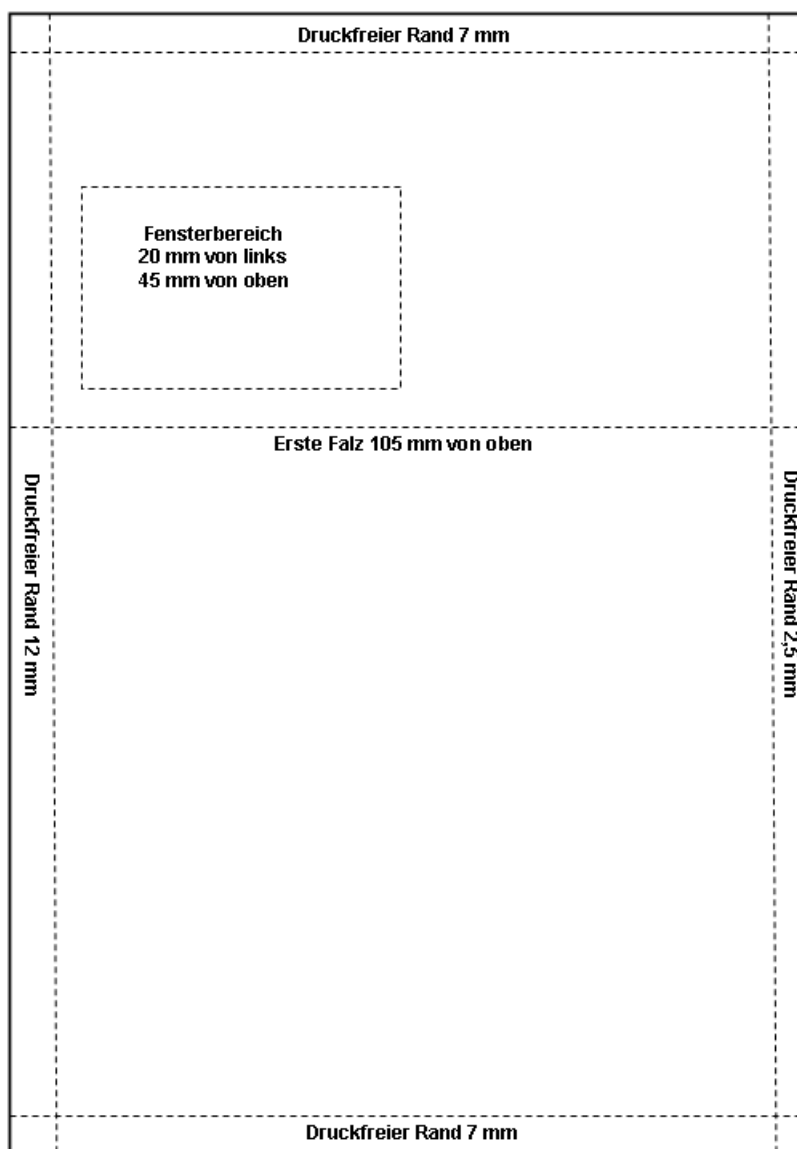 Druckfreier Rand 7 mm
Fensterbereich
20 mm von links
45 mm von oben
Erste Falz 105 mm von oben
Druckfreier Rand 12 mm
Druckfreier Rand 2,5 mm
Druckfreier Rand 7 mm